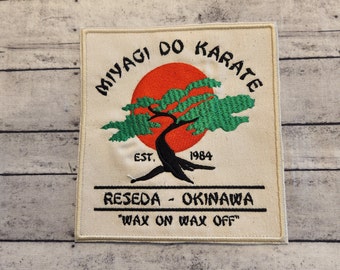 MIYAGI DO KARATE
EST. 1984
RESEDA - OKINAWA
"WAX ON WAX OFF"